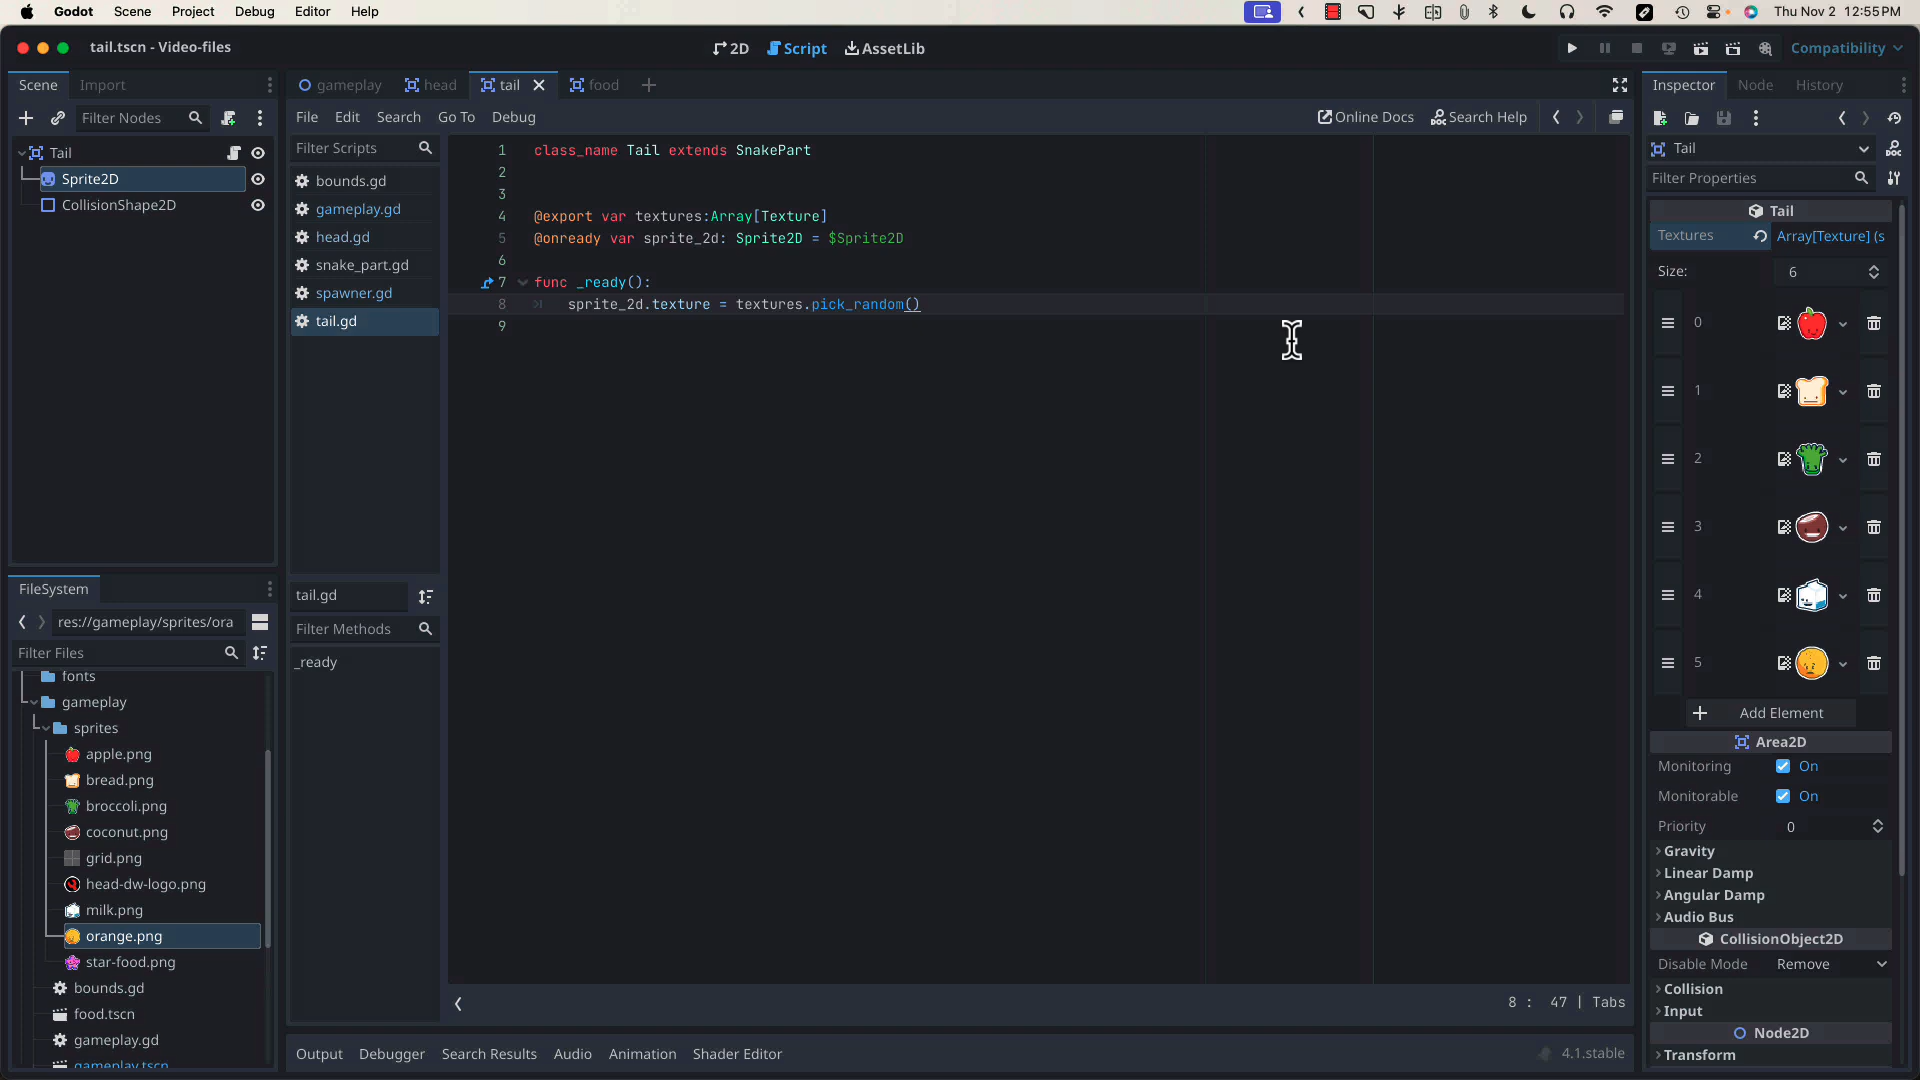 Godot Scene Project Debug Editor Help Thu Nov 2 12:55 PM
tail.tscn - Video-files 2D Script AssetLib Compatibility
Scene Import
gameplay head tail food
Inspector Node History
Filter Nodes
File Edit Search Go To Debug Online Docs Search Help
Tail
Sprite2D
CollisionShape2D
Filter Scripts
bounds.gd
gameplay.gd
head.gd
snake_part.gd
spawner.gd
tail.gd
tail.gd
Filter Methods
_ready
1 class_name Tail extends SnakePart
2
3
4 @export var textures:Array[Texture]
5 @onready var sprite_2d: Sprite2D = $Sprite2D
6
7 func _ready():
8 sprite_2d.texture = textures.pick_random()
9
8 : 47 | Tabs
FileSystem
res://gameplay/sprites/ora
Filter Files
fonts
gameplay
sprites
apple.png
bread.png
broccoli.png
coconut.png
grid.png
head-dw-logo.png
milk.png
orange.png
star-food.png
bounds.gd
food.tscn
gameplay.gd
gameplay.tscn
Output Debugger Search Results Audio Animation Shader Editor 4.1.stable
Tail
Filter Properties
Tail
Textures Array[Texture] (s
Size: 6
0
1
2
3
4
5
Add Element
Area2D
Monitoring On
Monitorable On
Priority 0
Gravity
Linear Damp
Angular Damp
Audio Bus
CollisionObject2D
Disable Mode Remove
Collision
Input
Node2D
Transform